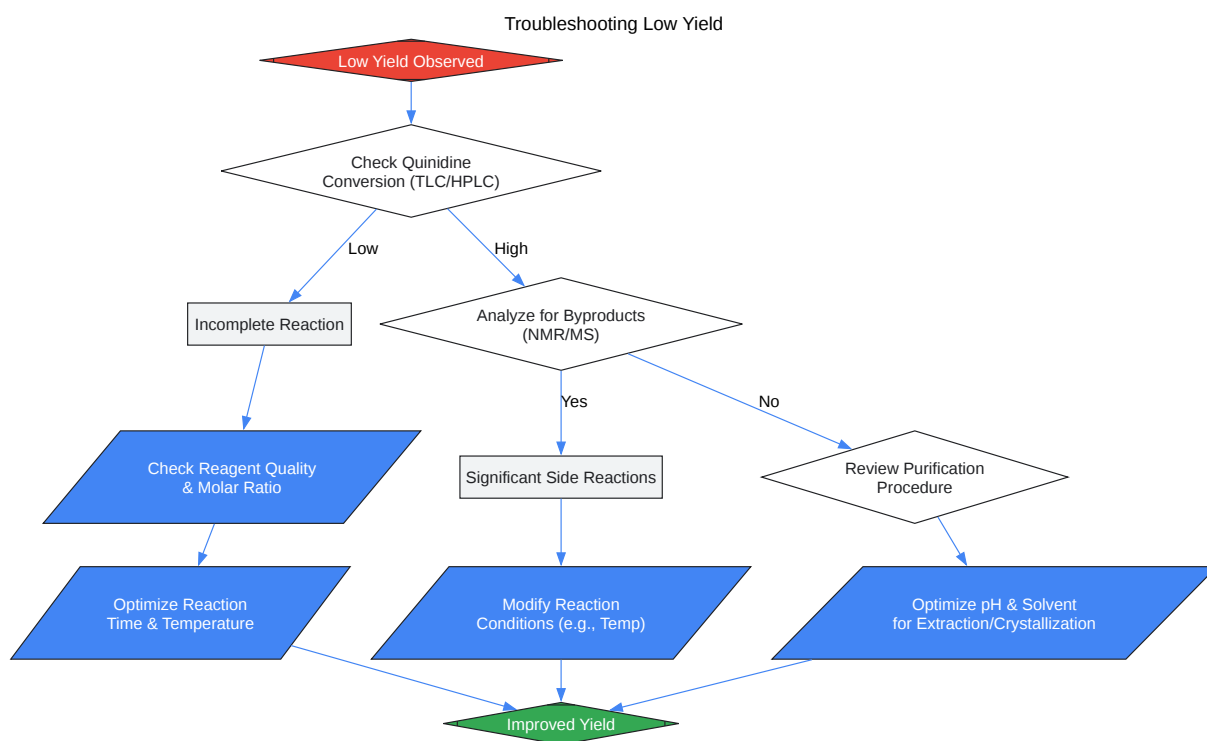 Troubleshooting Low Yield
Low Yield Observed
Check Quinidine
Conversion (TLC/HPLC)
Low
High
Incomplete Reaction
Analyze for Byproducts
(NMR/MS)
Yes
No
Check Reagent Quality
& Molar Ratio
Significant Side Reactions
Review Purification
Procedure
Optimize Reaction
Time & Temperature
Modify Reaction
Conditions (e.g., Temp)
Optimize pH & Solvent
for Extraction/Crystallization
Improved Yield